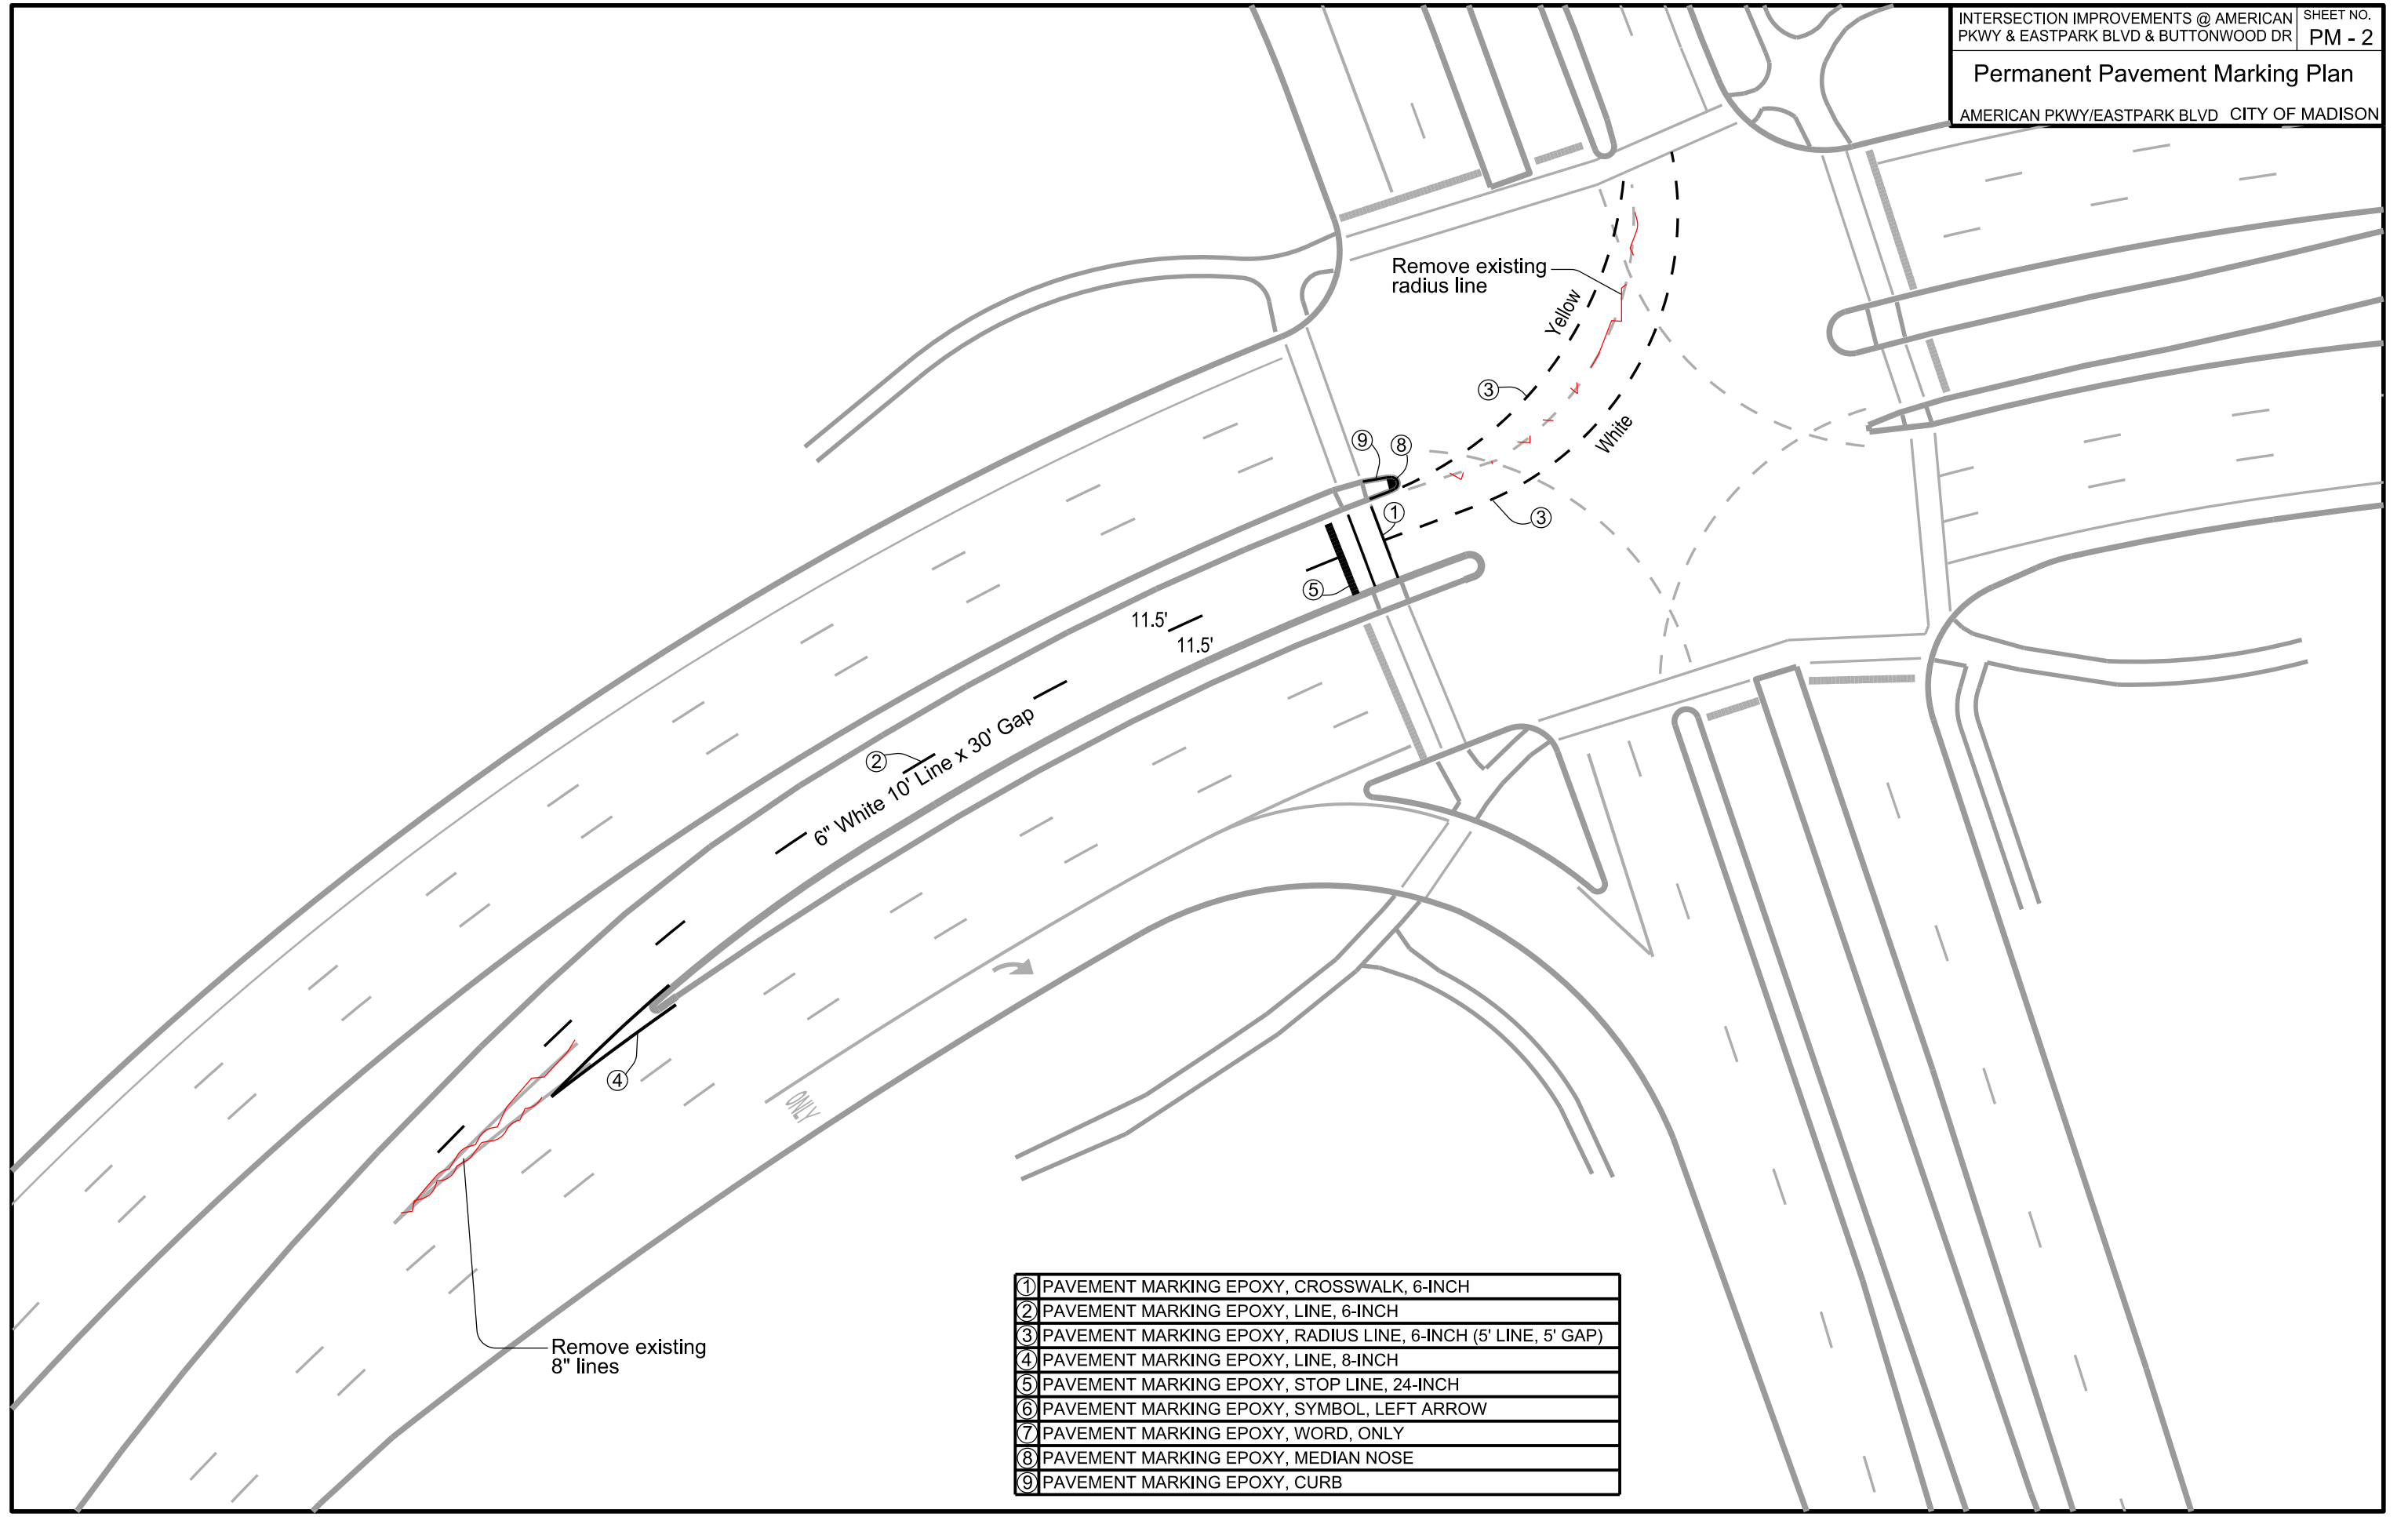 INTERSECTION IMPROVEMENTS @ AMERICAN
PKWY & EASTPARK BLVD & BUTTONWOOD DR
SHEET NO.
PM - 2
Permanent Pavement Marking Plan
AMERICAN PKWY/EASTPARK BLVD CITY OF MADISON
Remove existing
radius line
Yellow
White
3
9
8
1
3
5
11.5'
11.5'
2
6" White 10' Line x 30' Gap
4
ONLY
Remove existing
8" lines
1 PAVEMENT MARKING EPOXY, CROSSWALK, 6-INCH
2 PAVEMENT MARKING EPOXY, LINE, 6-INCH
3 PAVEMENT MARKING EPOXY, RADIUS LINE, 6-INCH (5' LINE, 5' GAP)
4 PAVEMENT MARKING EPOXY, LINE, 8-INCH
5 PAVEMENT MARKING EPOXY, STOP LINE, 24-INCH
6 PAVEMENT MARKING EPOXY, SYMBOL, LEFT ARROW
7 PAVEMENT MARKING EPOXY, WORD, ONLY
8 PAVEMENT MARKING EPOXY, MEDIAN NOSE
9 PAVEMENT MARKING EPOXY, CURB